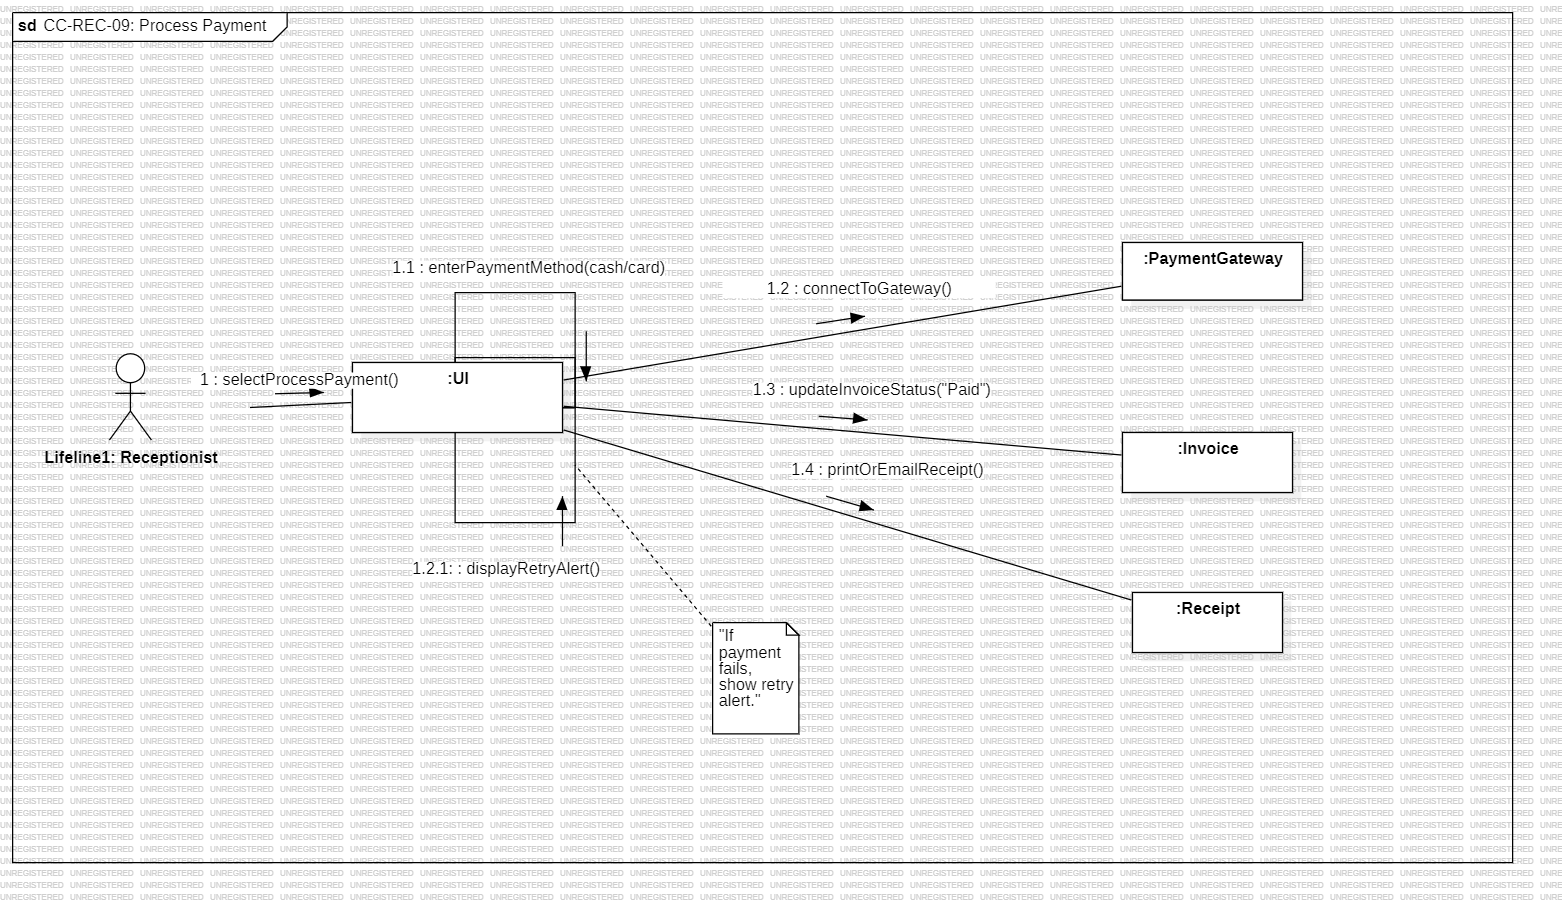 sd CC-REC-09: Process Payment
1.1 : enterPaymentMethod(cash/card)
:PaymentGateway
1.2 : connectToGateway()
1 : selectProcessPayment()
:UI
1.3 : updateInvoiceStatus("Paid")
:Invoice
Lifeline1: Receptionist
1.4 : printOrEmailReceipt()
1.2.1: : displayRetryAlert()
:Receipt
"If
payment
fails,
show retry
alert."
UNREGISTERED